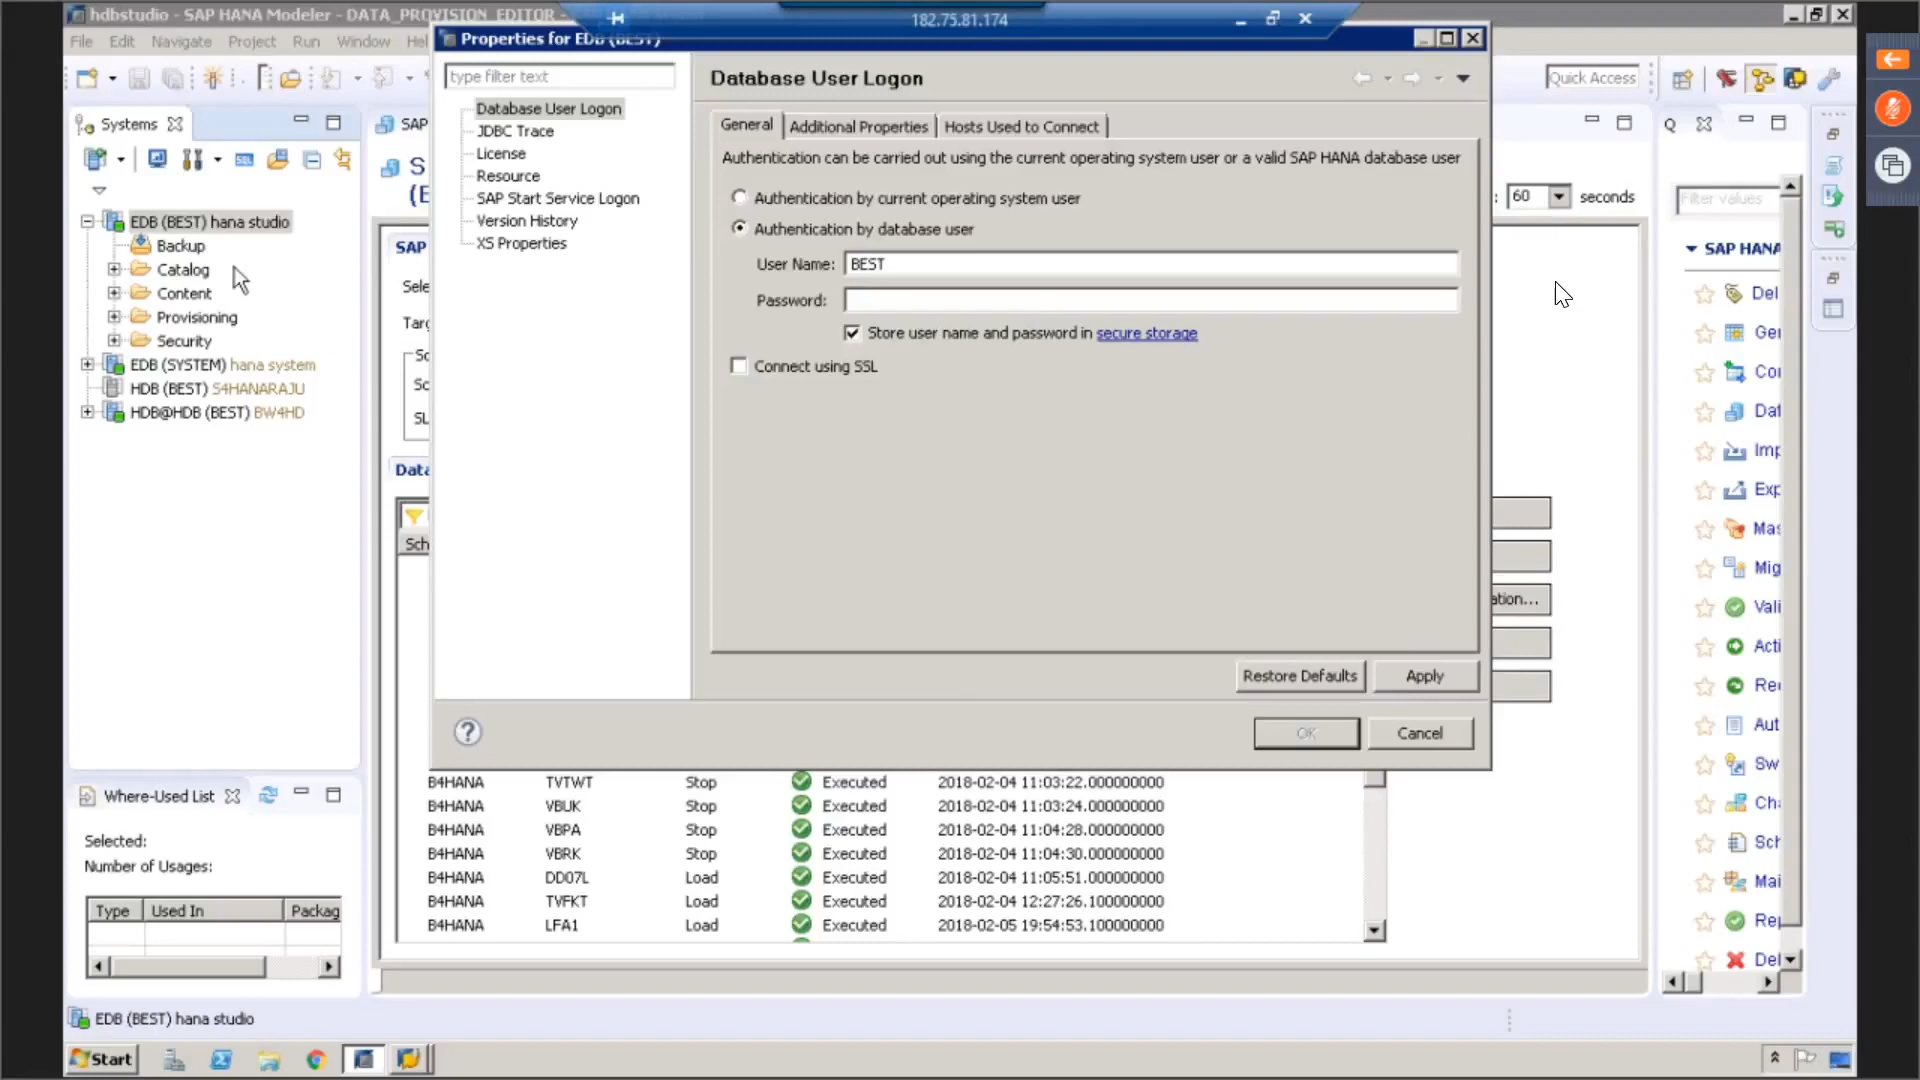 hdbstudio - SAP HANA Modeler - DATA_PROVISION_EDITOR -
182.75.81.174
File Edit Navigate Project Run Window
Properties for EDB (BEST)
type filter text
Database User Logon
JDBC Trace
License
Resource
SAP Start Service Logon
Version History
XS Properties
Database User Logon
General
Additional Properties
Hosts Used to Connect
Authentication can be carried out using the current operating system user or a valid SAP HANA database user
Authentication by current operating system user
Authentication by database user
User Name: BEST
Password:
Store user name and password in secure storage
Connect using SSL
Restore Defaults
Apply
OK
Cancel
Quick Access
Systems
EDB (BEST) hana studio
Backup
Catalog
Content
Provisioning
Security
EDB (SYSTEM) hana system
HDB (BEST) S4HANARAJU
HDB@HDB (BEST) BW4HD
SAP
: 60 seconds
Filter values
SAP HANA
B4HANA TVTWT Stop Executed 2018-02-04 11:03:22.000000000
B4HANA VBUK Stop Executed 2018-02-04 11:03:24.000000000
B4HANA VBPA Stop Executed 2018-02-04 11:04:28.000000000
B4HANA VBRK Stop Executed 2018-02-04 11:04:30.000000000
B4HANA DD07L Load Executed 2018-02-04 11:05:51.000000000
B4HANA TVFKT Load Executed 2018-02-04 12:27:26.100000000
B4HANA LFA1 Load Executed 2018-02-05 19:54:53.100000000
Where-Used List
Selected:
Number of Usages:
Type Used In Packag
EDB (BEST) hana studio
Start